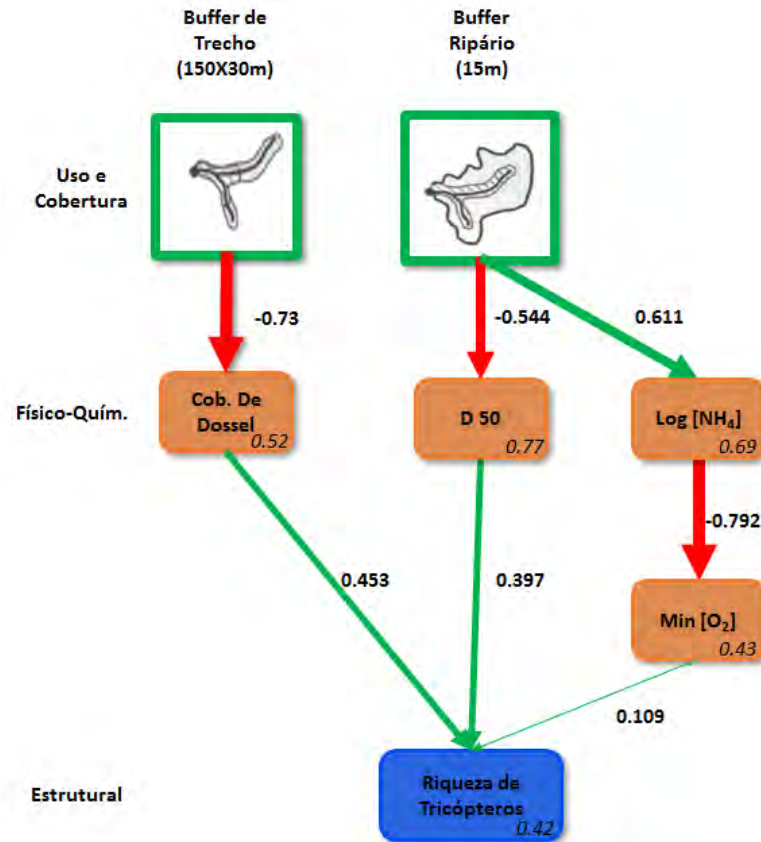 Buffer de
Trecho
(150X30m)
Buffer
Ripário
(15m)
Uso e
Cobertura
-0.73
-0.544
0.611
Físico-Quím.
Cob. De
Dossel
0.52
D 50
0.77
Log [NH₄]
0.69
-0.792
0.453
0.397
Min [O₂]
0.43
0.109
Estrutural
Riqueza de
Tricópteros
0.42